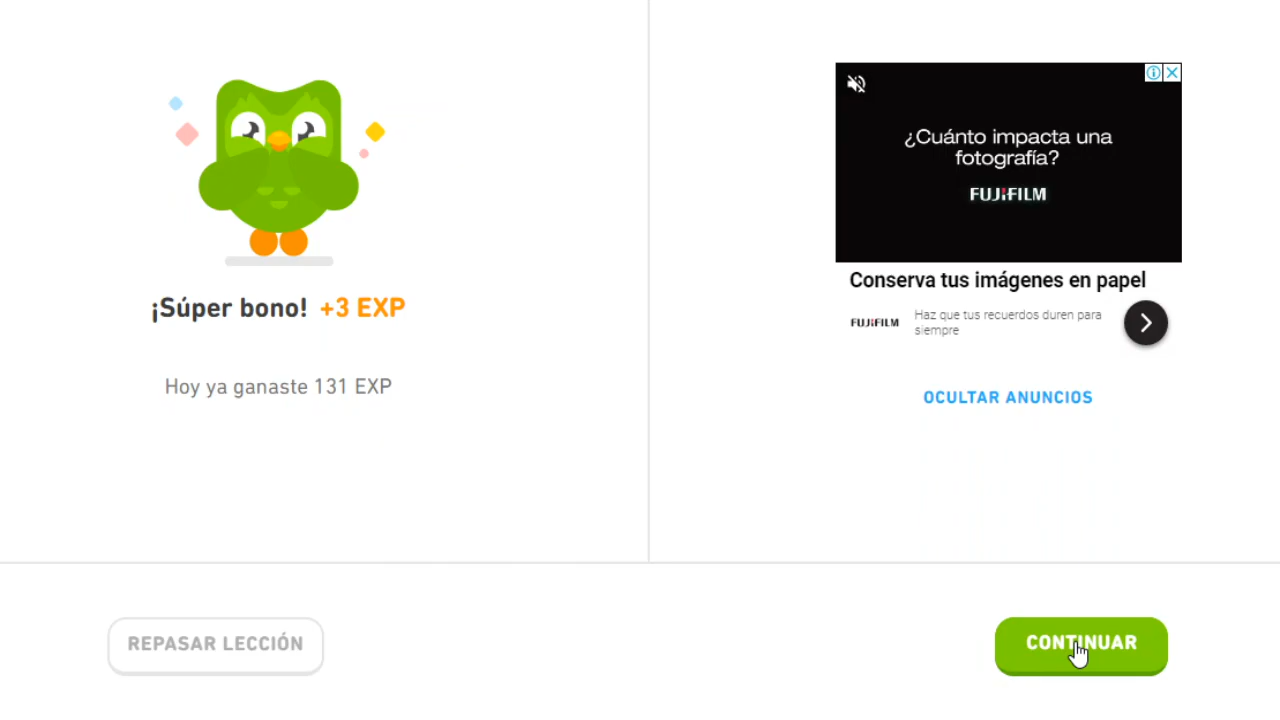 ¡Súper bono! +3 EXP
Hoy ya ganaste 131 EXP
¿Cuánto impacta una
fotografía?
FUJIFILM
Conserva tus imágenes en papel
FUJIFILM
Haz que tus recuerdos duren para
siempre
OCULTAR ANUNCIOS
REPASAR LECCIÓN
CONTINUAR